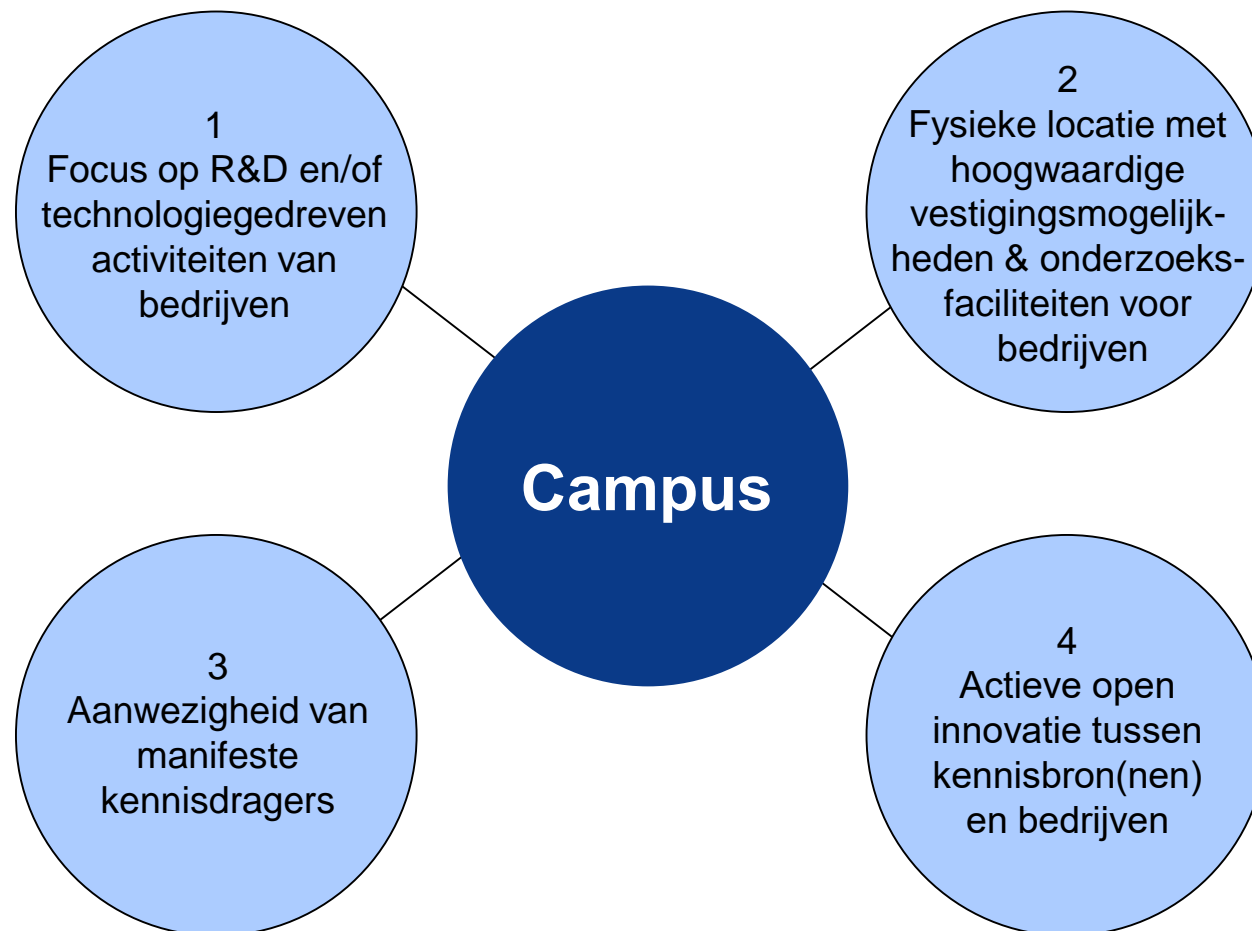 1
Focus op R&D en/of
technologiegedreven
activiteiten van
bedrijven
2
Fysieke locatie met
hoogwaardige
vestigingsmogelijk-
heden & onderzoeks-
faciliteiten voor
bedrijven
Campus
3
Aanwezigheid van
manifeste
kennisdragers
4
Actieve open
innovatie tussen
kennisbron(nen)
en bedrijven